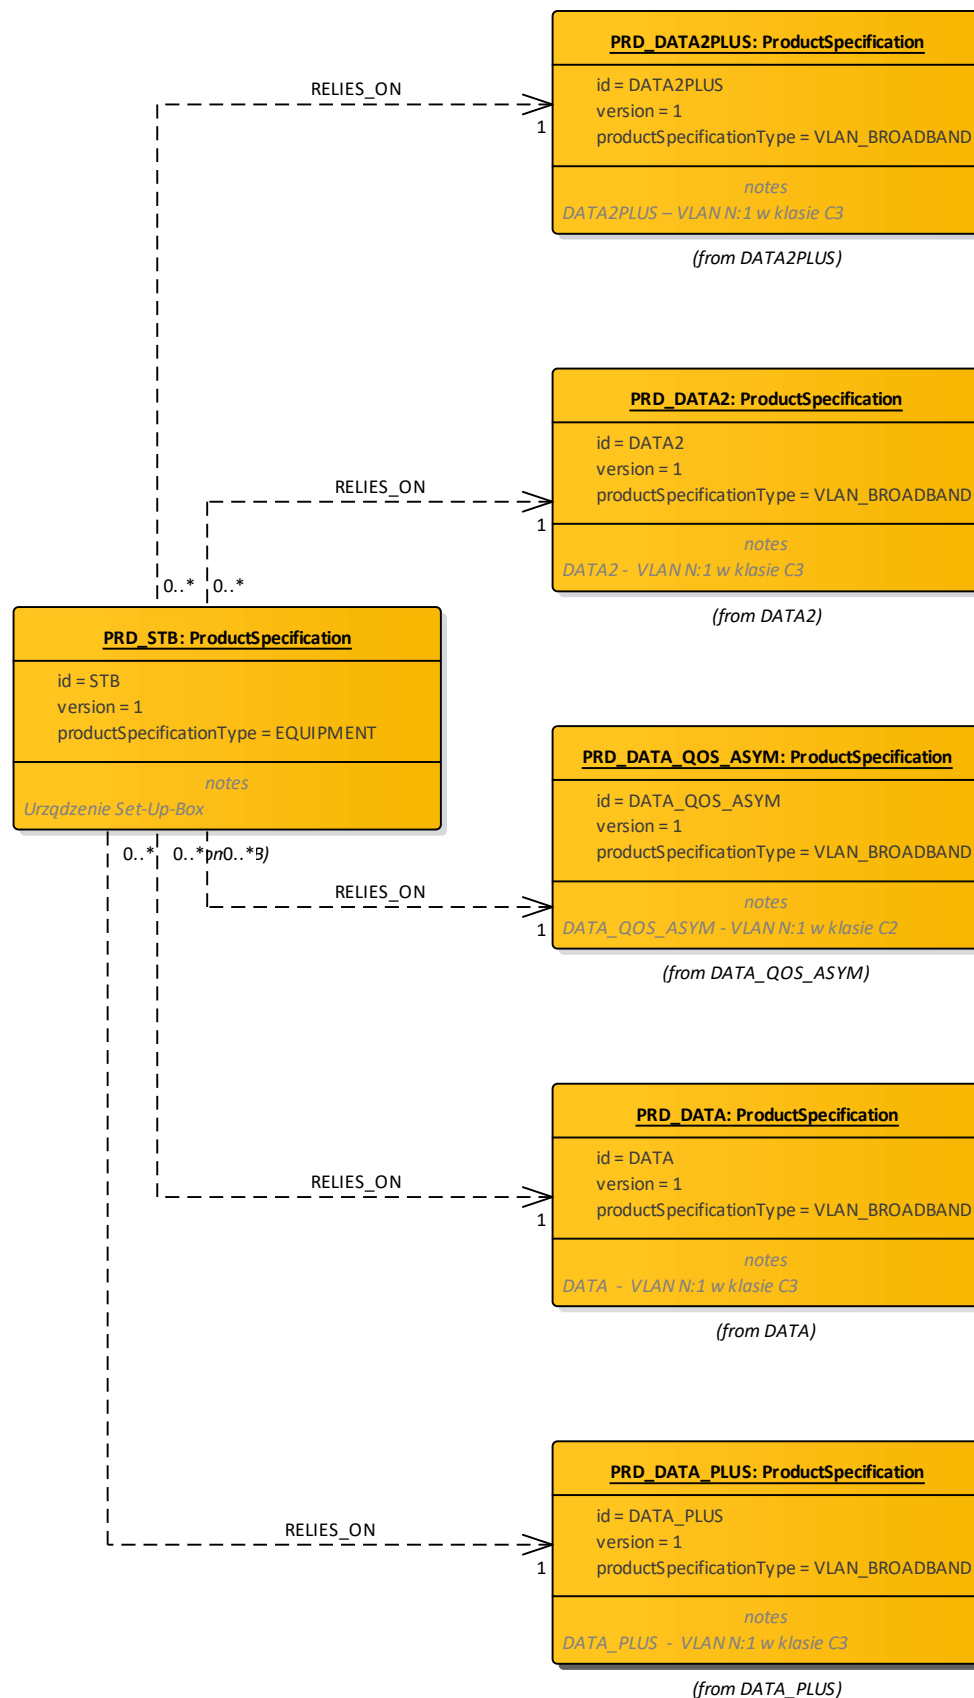 PRD_DATA2PLUS: ProductSpecification
id = DATA2PLUS
version = 1
productSpecificationType = VLAN_BROADBAND
notes
DATA2PLUS – VLAN N:1 w klasie C3
(from DATA2PLUS)
RELIES_ON
1
PRD_DATA2: ProductSpecification
id = DATA2
version = 1
productSpecificationType = VLAN_BROADBAND
notes
DATA2 - VLAN N:1 w klasie C3
(from DATA2)
RELIES_ON
1
0..* 0..*
PRD_STB: ProductSpecification
id = STB
version = 1
productSpecificationType = EQUIPMENT
notes
Urządzenie Set-Up-Box
0..* 0..* 0..*
PRD_DATA_QOS_ASYM: ProductSpecification
id = DATA_QOS_ASYM
version = 1
productSpecificationType = VLAN_BROADBAND
notes
DATA_QOS_ASYM - VLAN N:1 w klasie C2
(from DATA_QOS_ASYM)
RELIES_ON
1
PRD_DATA: ProductSpecification
id = DATA
version = 1
productSpecificationType = VLAN_BROADBAND
notes
DATA - VLAN N:1 w klasie C3
(from DATA)
RELIES_ON
1
PRD_DATA_PLUS: ProductSpecification
id = DATA_PLUS
version = 1
productSpecificationType = VLAN_BROADBAND
notes
DATA_PLUS - VLAN N:1 w klasie C3
(from DATA_PLUS)
RELIES_ON
1